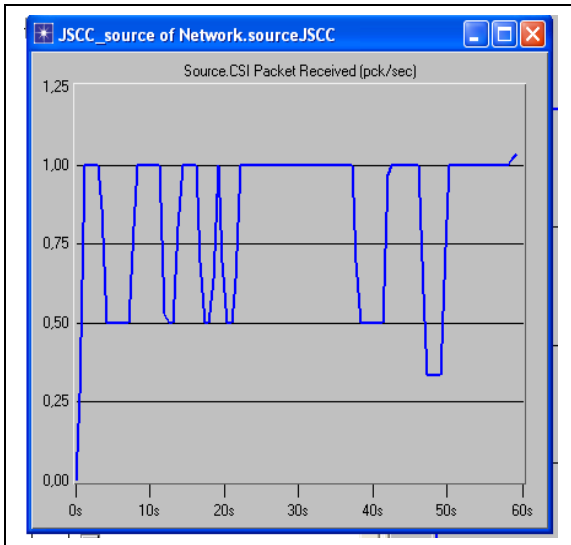 JSCC_source of Network.sourceJSCC
Source.CSI Packet Received (pck/sec)
1,25
1,00
0,75
0,50
0,25
0,00
0s 10s 20s 30s 40s 50s 60s